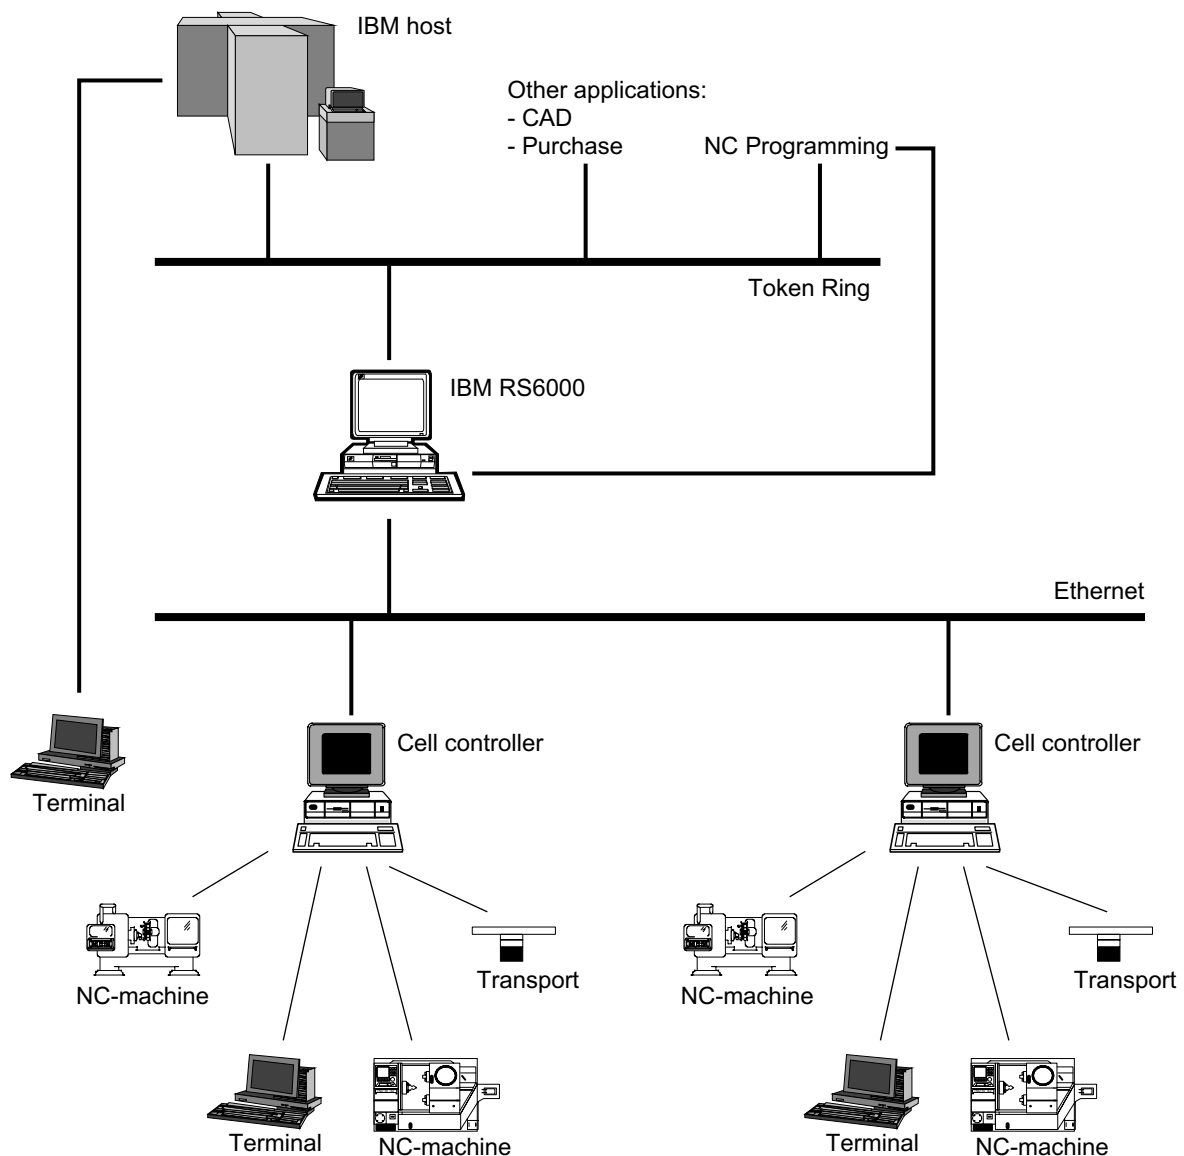 IBM host
Other applications:
- CAD
- Purchase
NC Programming
Token Ring
IBM RS6000
Ethernet
Cell controller
Cell controller
Terminal
NC-machine
Transport
NC-machine
Transport
Terminal
NC-machine
Terminal
NC-machine